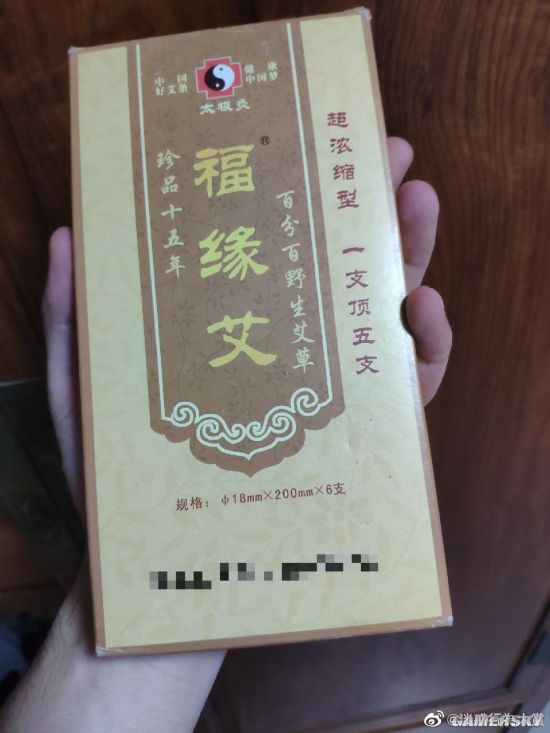 中国 健康
好艾条 中国梦
太极灸
福缘艾®
珍品十五年
百分百野生艾草
超浓缩型 一支顶五支
规格：φ18mm×200mm×6支
GAMERSKY